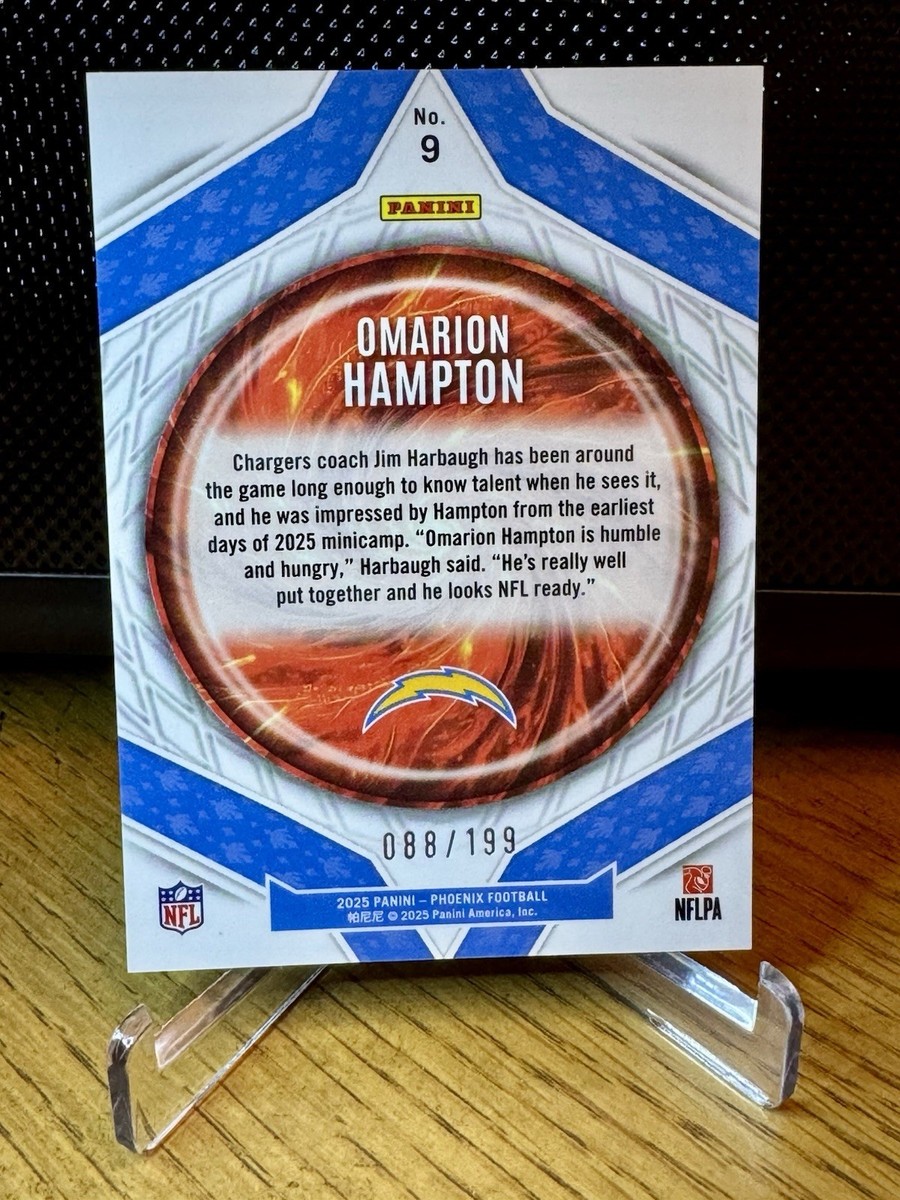 No.
9
PANINI
OMARION
HAMPTON
Chargers coach Jim Harbaugh has been around
the game long enough to know talent when he sees it,
and he was impressed by Hampton from the earliest
days of 2025 minicamp. “Omarion Hampton is humble
and hungry,” Harbaugh said. “He’s really well
put together and he looks NFL ready.”
088/199
2025 PANINI – PHOENIX FOOTBALL
帕尼尼 © 2025 Panini America, Inc.
NFL
NFLPA